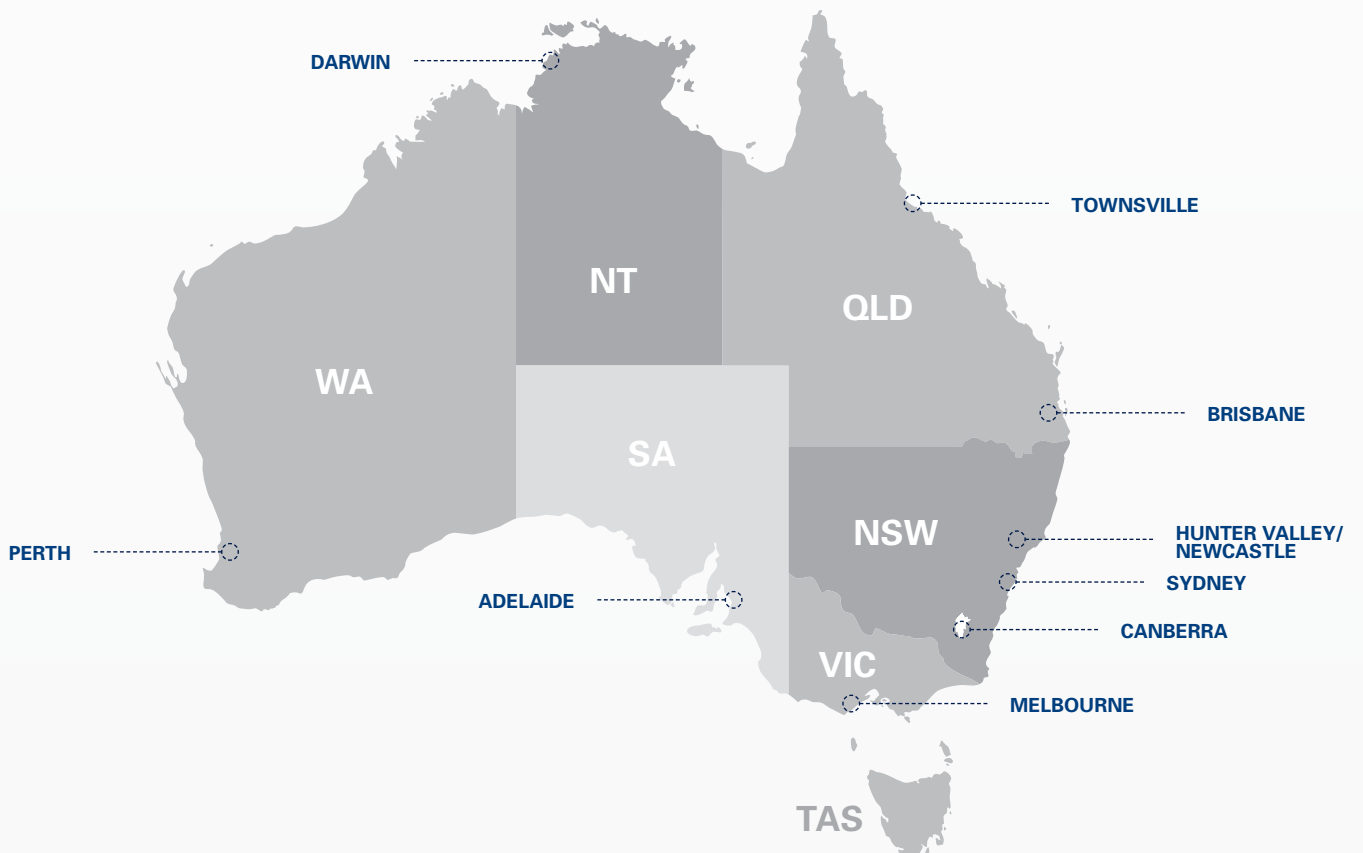 DARWIN
TOWNSVILLE
NT
QLD
WA
BRISBANE
SA
NSW
HUNTER VALLEY/
NEWCASTLE
PERTH
SYDNEY
ADELAIDE
CANBERRA
VIC
MELBOURNE
TAS